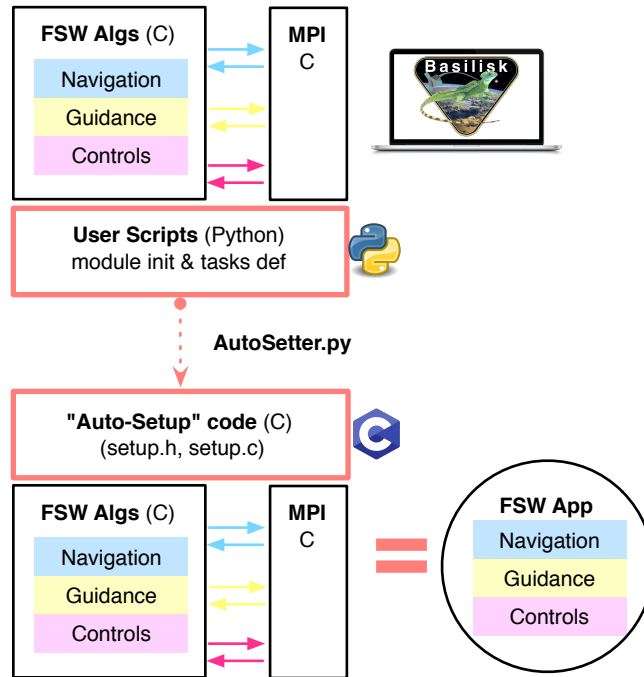 FSW Algs (C)
MPI
C
Navigation
Guidance
Controls
Basilisk
User Scripts (Python)
module init & tasks def
AutoSetter.py
"Auto-Setup" code (C)
(setup.h, setup.c)
C
FSW Algs (C)
MPI
C
Navigation
Guidance
Controls
FSW App
Navigation
Guidance
Controls